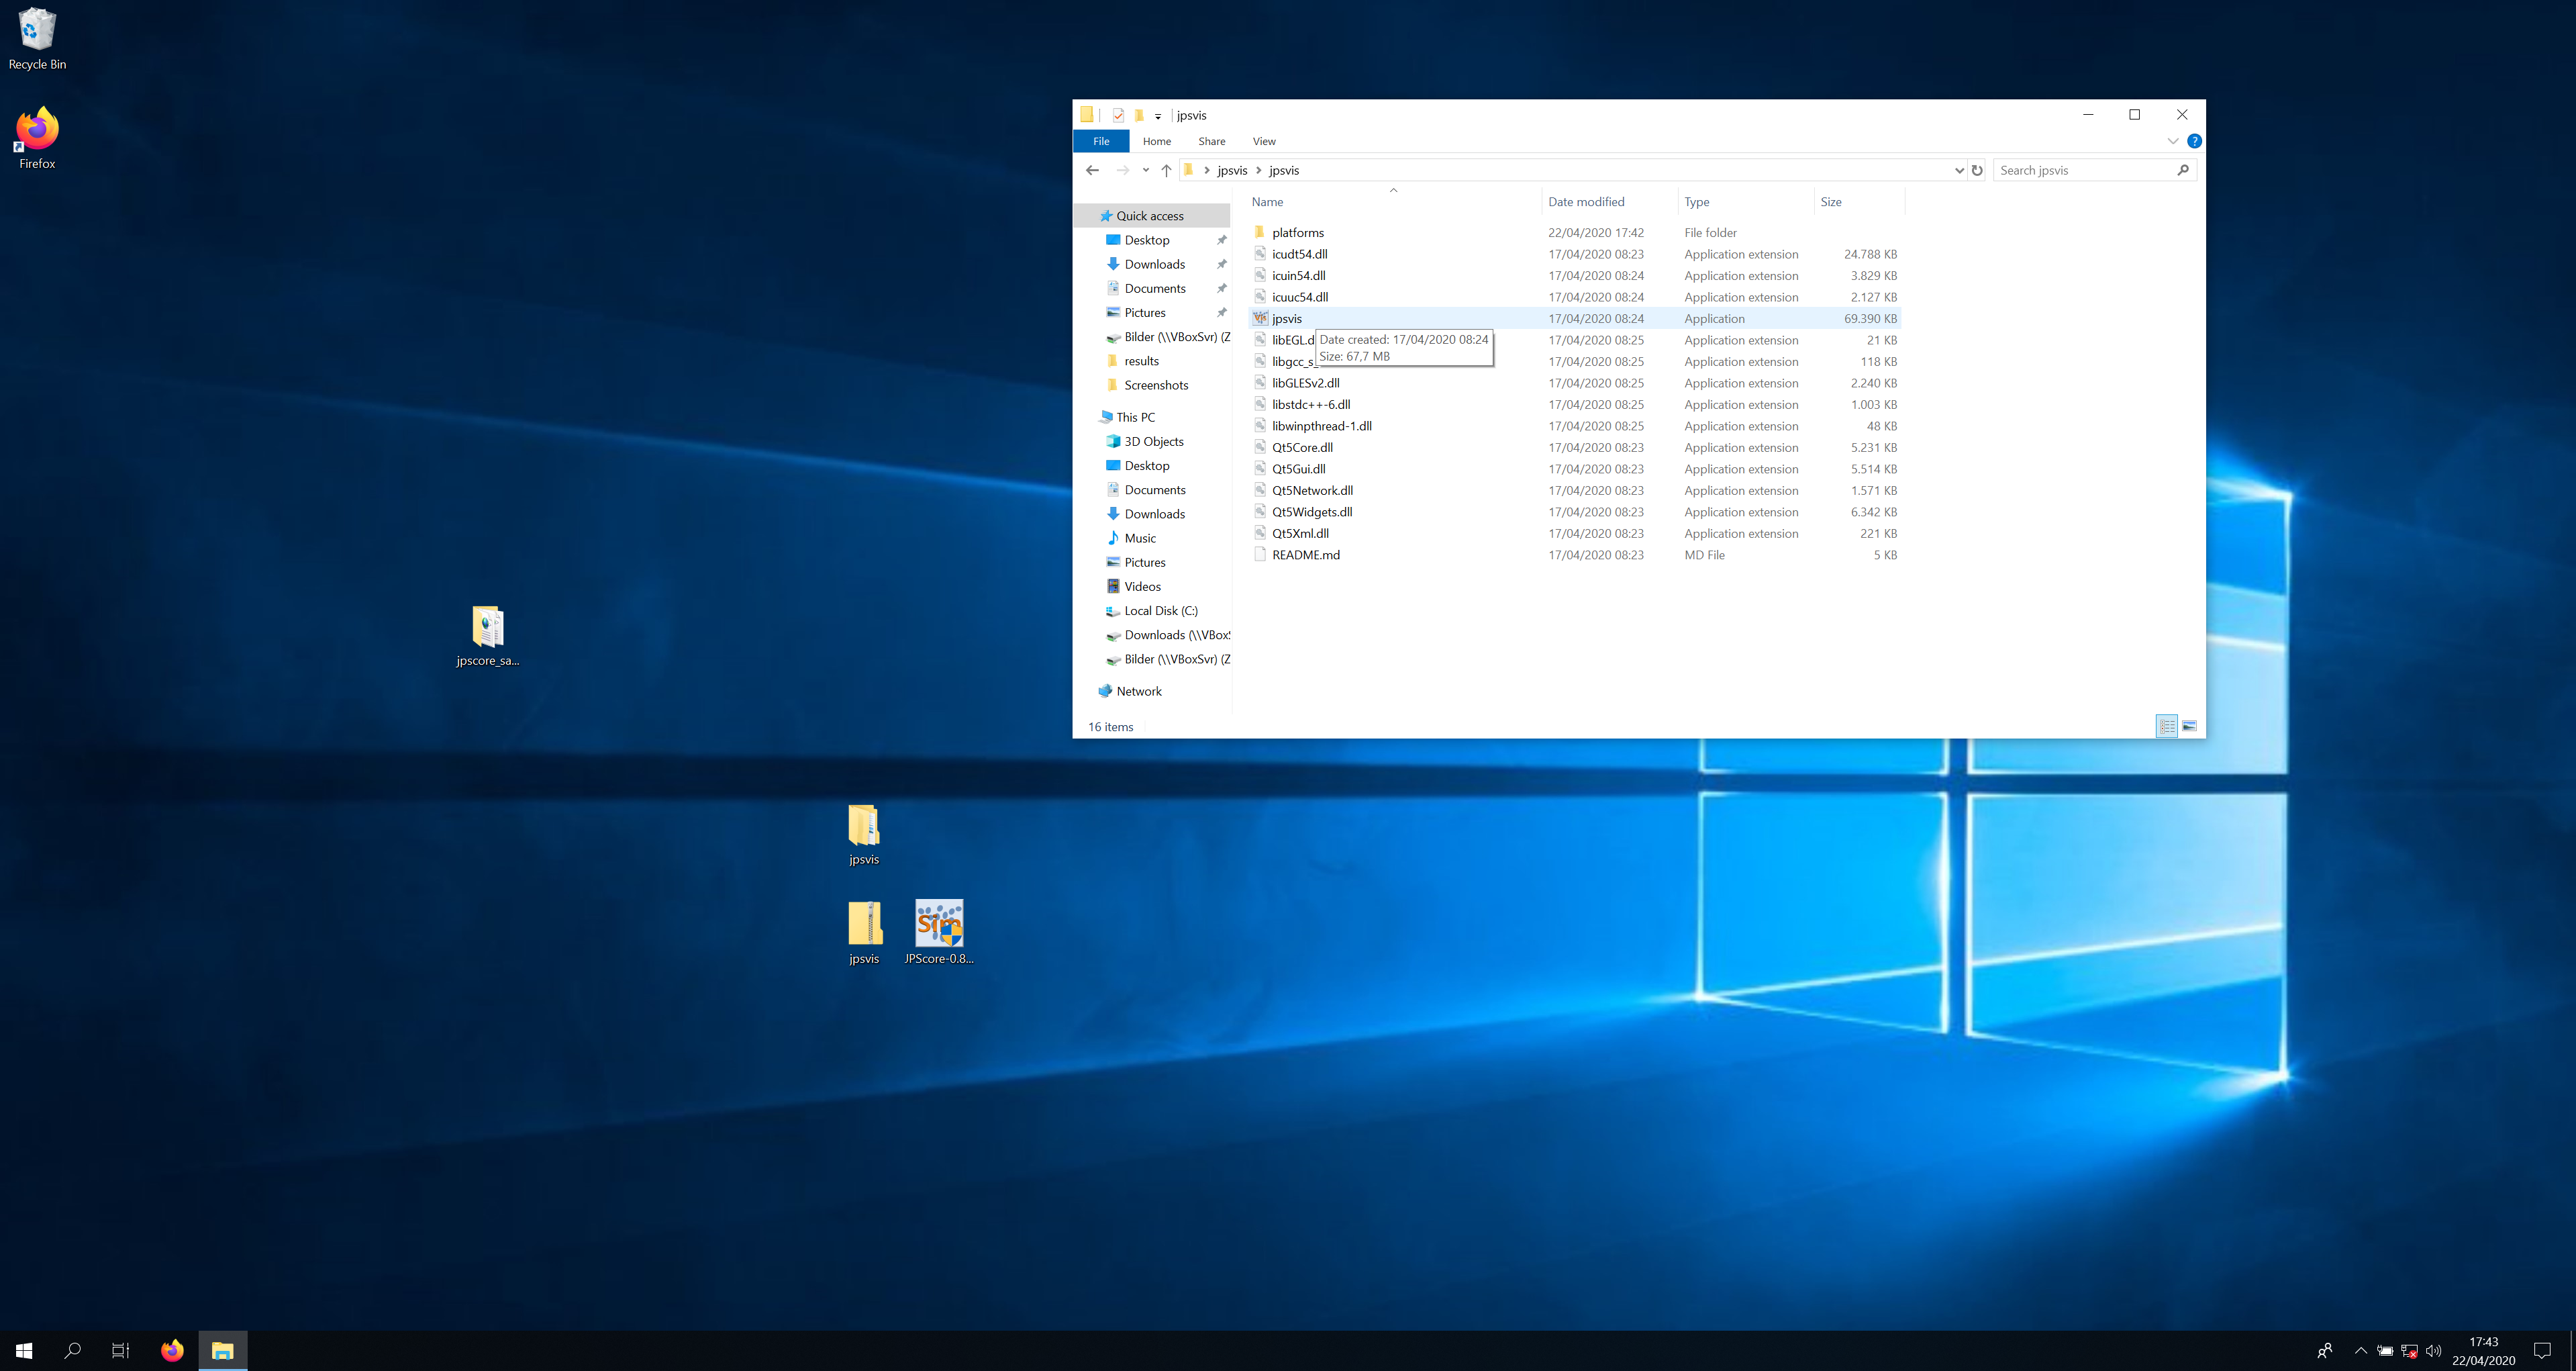 Recycle Bin
Firefox
jpscore_sa...
jpsvis
jpsvis
Sim
JPScore-0.8...
jpsvis
File
Home
Share
View
jpsvis
jpsvis
Search jpsvis
Quick access
Desktop
Downloads
Documents
Pictures
Bilder (\\VBoxSvr) (Z
results
Screenshots
This PC
3D Objects
Desktop
Documents
Downloads
Music
Pictures
Videos
Local Disk (C:)
Downloads (\\VBoxS
Bilder (\\VBoxSvr) (Z
Network
Name Date modified Type Size
platforms 22/04/2020 17:42 File folder
icudt54.dll 17/04/2020 08:23 Application extension 24.788 KB
icuin54.dll 17/04/2020 08:24 Application extension 3.829 KB
icuuc54.dll 17/04/2020 08:24 Application extension 2.127 KB
jpsvis 17/04/2020 08:24 Application 69.390 KB
libEGL.d 17/04/2020 08:25 Application extension 21 KB
libgcc_s_ 17/04/2020 08:25 Application extension 118 KB
Date created: 17/04/2020 08:24
Size: 67,7 MB
libGLESv2.dll 17/04/2020 08:25 Application extension 2.240 KB
libstdc++-6.dll 17/04/2020 08:25 Application extension 1.003 KB
libwinpthread-1.dll 17/04/2020 08:25 Application extension 48 KB
Qt5Core.dll 17/04/2020 08:23 Application extension 5.231 KB
Qt5Gui.dll 17/04/2020 08:23 Application extension 5.514 KB
Qt5Network.dll 17/04/2020 08:23 Application extension 1.571 KB
Qt5Widgets.dll 17/04/2020 08:23 Application extension 6.342 KB
Qt5Xml.dll 17/04/2020 08:23 Application extension 221 KB
README.md 17/04/2020 08:23 MD File 5 KB
16 items
17:43
22/04/2020